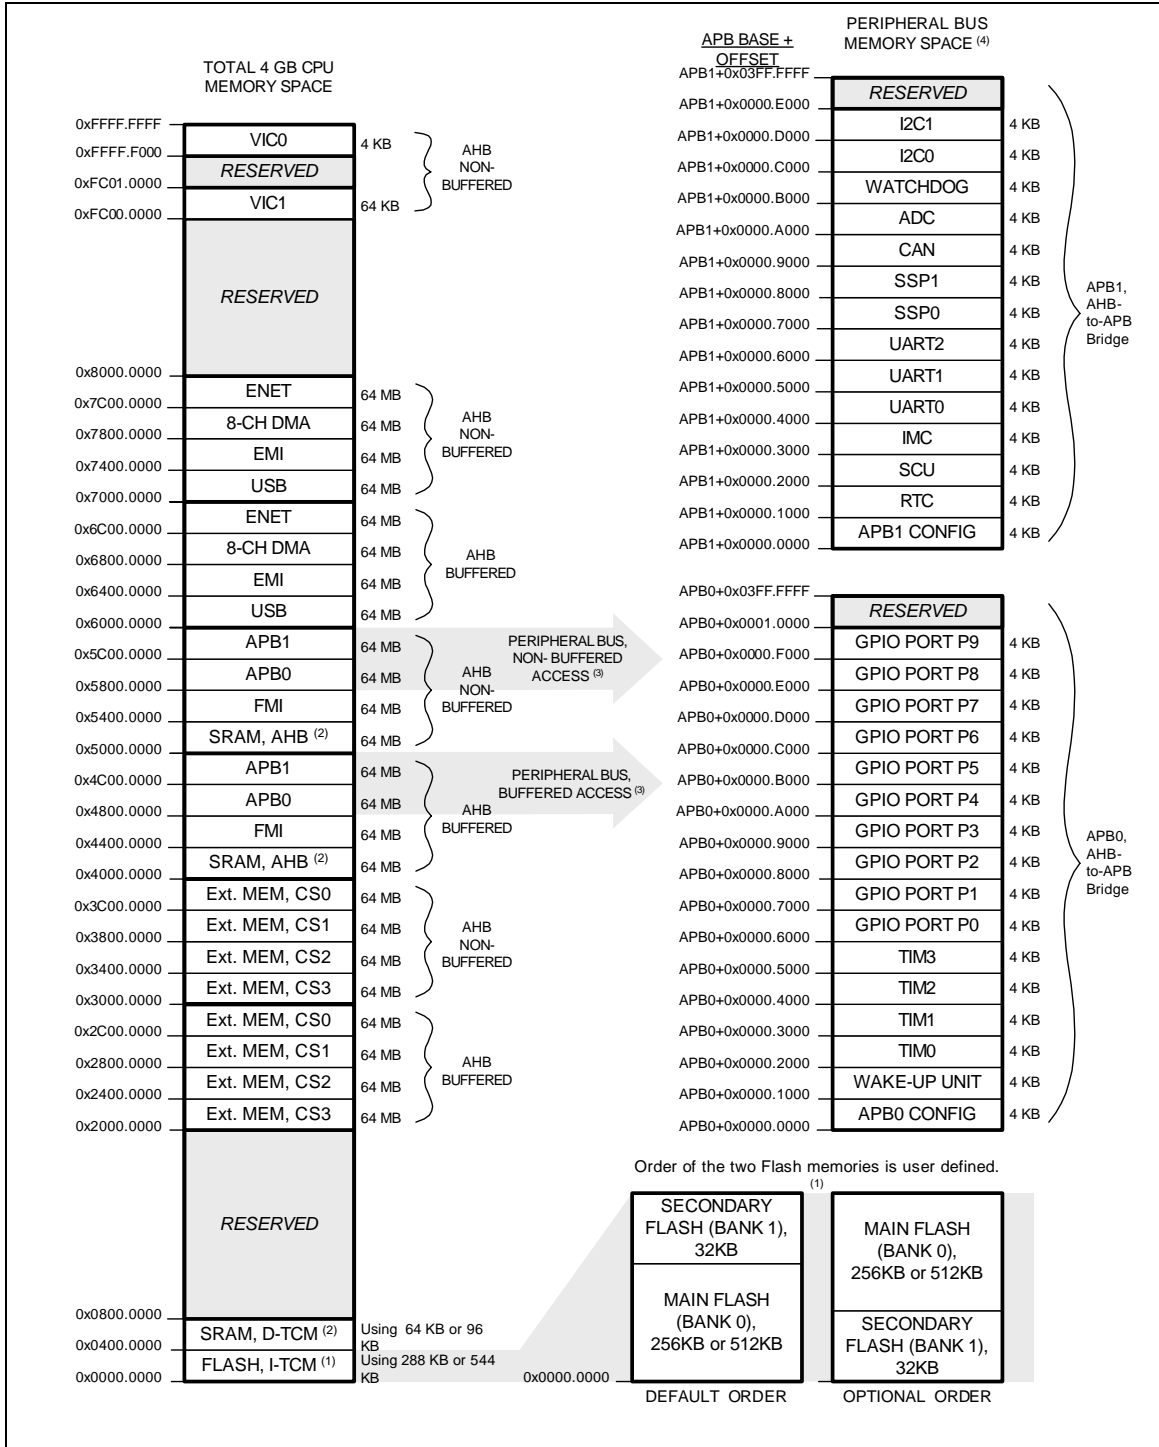 TOTAL 4 GB CPU
MEMORY SPACE
0xFFFF.FFFF
VIC0
4 KB
0xFFFF.F000
RESERVED
0xFC01.0000
VIC1
64 KB
0xFC00.0000
AHB
NON-
BUFFERED
RESERVED
0x8000.0000
ENET
64 MB
0x7C00.0000
8-CH DMA
64 MB
0x7800.0000
EMI
64 MB
0x7400.0000
USB
64 MB
0x7000.0000
AHB
NON-
BUFFERED
ENET
64 MB
0x6C00.0000
8-CH DMA
64 MB
0x6800.0000
EMI
64 MB
0x6400.0000
USB
64 MB
0x6000.0000
AHB
BUFFERED
APB1
64 MB
0x5C00.0000
APB0
64 MB
0x5800.0000
FMI
64 MB
0x5400.0000
SRAM, AHB (2)
64 MB
0x5000.0000
AHB
NON-
BUFFERED
PERIPHERAL BUS,
NON- BUFFERED
ACCESS (3)
APB1
64 MB
0x4C00.0000
APB0
64 MB
0x4800.0000
FMI
64 MB
0x4400.0000
SRAM, AHB (2)
64 MB
0x4000.0000
AHB
BUFFERED
PERIPHERAL BUS,
BUFFERED ACCESS (3)
Ext. MEM, CS0
64 MB
0x3C00.0000
Ext. MEM, CS1
64 MB
0x3800.0000
Ext. MEM, CS2
64 MB
0x3400.0000
Ext. MEM, CS3
64 MB
0x3000.0000
AHB
NON-
BUFFERED
Ext. MEM, CS0
64 MB
0x2C00.0000
Ext. MEM, CS1
64 MB
0x2800.0000
Ext. MEM, CS2
64 MB
0x2400.0000
Ext. MEM, CS3
64 MB
0x2000.0000
AHB
BUFFERED
RESERVED
0x0800.0000
SRAM, D-TCM (2)
Using 64 KB or 96
KB
0x0400.0000
FLASH, I-TCM (1)
Using 288 KB or 544
KB
0x0000.0000
APB BASE +
OFFSET
PERIPHERAL BUS
MEMORY SPACE (4)
APB1+0x03FF.FFFF
RESERVED
APB1+0x0000.E000
I2C1
4 KB
APB1+0x0000.D000
I2C0
4 KB
APB1+0x0000.C000
WATCHDOG
4 KB
APB1+0x0000.B000
ADC
4 KB
APB1+0x0000.A000
CAN
4 KB
APB1+0x0000.9000
SSP1
4 KB
APB1+0x0000.8000
SSP0
4 KB
APB1+0x0000.7000
UART2
4 KB
APB1+0x0000.6000
UART1
4 KB
APB1+0x0000.5000
UART0
4 KB
APB1+0x0000.4000
IMC
4 KB
APB1+0x0000.3000
SCU
4 KB
APB1+0x0000.2000
RTC
4 KB
APB1+0x0000.1000
APB1 CONFIG
4 KB
APB1+0x0000.0000
APB1,
AHB-
to-APB
Bridge
APB0+0x03FF.FFFF
RESERVED
APB0+0x0001.0000
GPIO PORT P9
4 KB
APB0+0x0000.F000
GPIO PORT P8
4 KB
APB0+0x0000.E000
GPIO PORT P7
4 KB
APB0+0x0000.D000
GPIO PORT P6
4 KB
APB0+0x0000.C000
GPIO PORT P5
4 KB
APB0+0x0000.B000
GPIO PORT P4
4 KB
APB0+0x0000.A000
GPIO PORT P3
4 KB
APB0+0x0000.9000
GPIO PORT P2
4 KB
APB0+0x0000.8000
GPIO PORT P1
4 KB
APB0+0x0000.7000
GPIO PORT P0
4 KB
APB0+0x0000.6000
TIM3
4 KB
APB0+0x0000.5000
TIM2
4 KB
APB0+0x0000.4000
TIM1
4 KB
APB0+0x0000.3000
TIM0
4 KB
APB0+0x0000.2000
WAKE-UP UNIT
4 KB
APB0+0x0000.1000
APB0 CONFIG
4 KB
APB0+0x0000.0000
APB0,
AHB-
to-APB
Bridge
Order of the two Flash memories is user defined.
(1)
SECONDARY
FLASH (BANK 1),
32KB
MAIN FLASH
(BANK 0),
256KB or 512KB
0x0000.0000
DEFAULT ORDER
MAIN FLASH
(BANK 0),
256KB or 512KB
SECONDARY
FLASH (BANK 1),
32KB
OPTIONAL ORDER